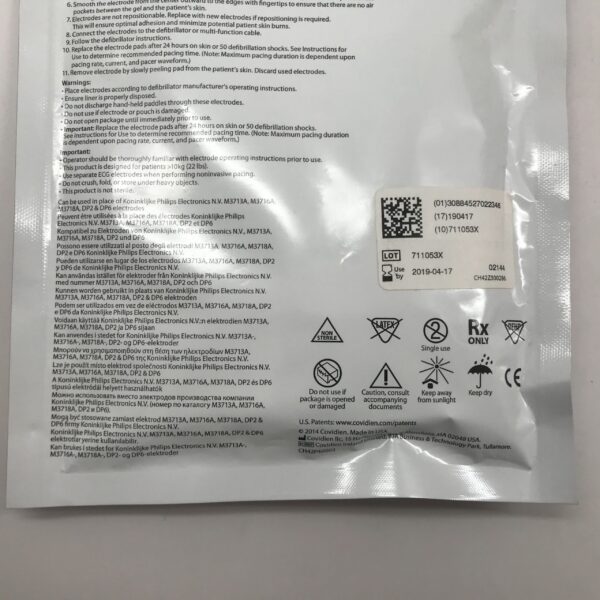 6. Smooth the electrode from the center outward to the edges with fingertips to ensure that there are no air
pockets between the gel and the patient's skin.
7. Electrodes are not repositionable. Replace with new electrodes if repositioning is required.
This will ensure optimal adhesion and minimize potential patient skin burns.
8. Connect the electrodes to the defibrillator or multi-function cable.
9. Follow the defibrillator instructions.
10. Replace the electrode pads after 24 hours on skin or 50 defibrillation shocks. See Instructions for
Use to determine recommended pacing time. (Note: Maximum pacing duration is dependent upon
pacing rate, current, and pacer waveform.)
11. Remove electrode by slowly peeling pad from the patient's skin. Discard used electrodes.
Warnings:
• Place electrodes according to defibrillator manufacturer's operating instructions.
• Ensure liner is properly disposed.
• Do not discharge hand-held paddles through these electrodes.
• Do not use if electrode or pouch is damaged.
• Do not open package until immediately prior to use.
• Important: Replace the electrode pads after 24 hours on skin or 50 defibrillation shocks.
See instructions for Use to determine recommended pacing time. (Note: Maximum pacing duration
is dependent upon pacing rate, current, and pacer waveform.)
Important:
• Operator should be thoroughly familiar with electrode operating instructions prior to use.
• This product is designed for patients >10kg (22 lbs).
• Use separate ECG electrodes when performing noninvasive pacing.
• Do not crush, fold, or store under heavy objects.
• This product is not sterile.
Can be used in place of Koninklijke Philips Electronics N.V. M3713A, M3716A,
M3718A, DP2 & DP6 electrodes
Peuvent être utilisées à la place des électrodes Koninklijke Philips
Electronics N.V. M3713A, M3716A, M3718A, DP2 et DP6
Kompatibel zu Elektroden von Koninklijke Philips Electronics N.V. M3713A,
M3716A, M3718A, und DP2 und DP6
Possono essere utilizzati al posto degli elettrodi M3713A, M3716A, M3718A,
DP2 e DP6 di Koninklijke Philips Electronics N.V.
Pueden utilizarse en lugar de los electrodos M3713A, M3716A, M3718A, DP2
y DP6 de Koninklijke Philips Electronics N.V.
Kan användas istället för elektroder från Koninklijke Philips Electronics N.V.
med nummer M3713A, M3716A, M3718A, DP2 och DP6
Kunnen worden gebruikt in plaats van Koninklijke Philips Electronics N.V.
M3713A, M3716A, M3718A, DP2 & DP6 elektroden
Podem ser utilizados em vez de eléctrodos M3713A, M3716A, M3718A, DP2
e DP6 da Koninklijke Philips Electronics N.V.
Voidaan käyttää Koninklijke Philips Electronics N.V:n elektrodien M3713A,
M3716A, M3718A, DP2 ja DP6 sijaan
Kan anvendes i stedet for Koninklijke Philips Electronics N.V. M3713A-,
M3716A-, M3718A-, DP2- og DP6-elektroder
Μπορούν να χρησιμοποιηθούν στη θέση των ηλεκτροδίων M3713A,
M3716A, M3718A, DP2 & DP6 της Koninklijke Philips Electronics N.V.
Lze je použít místo elektrod společnosti Koninklijke Philips Electronics N.V.
M3713A, M3716A, M3718A, DP2 a DP6
A Koninklijke Philips Electronics N.V. M3713A, M3716A, M3718A, DP2 és DP6
típusú elektródái helyett használhatók
Можно использовать вместо электродов производства компании
Koninklijke Philips Electronics N.V. (номер по каталогу M3713A, M3716A,
M3718A, DP2 и DP6).
Mogą być stosowane zamiast elektrod M3713A, M3716A, M3718A, DP2 & DP6
firmy Koninklijke Philips Electronics N.V.
Koninklijke Philips Electronics N.V. M3713A, M3716A, M3718A, DP2 & DP6
elektrotlar yerine kullanılabilir.
Kan brukes i stedet for Koninklijke Philips Electronics N.V. M3713A-,
M3716A-, M3718A-, DP2- og DP6-elektroder
(01)30884527022346
(17)190417
(10)711053X
LOT 711053X
Use by 2019-04-17
02144
NON STERILE
LATEX
2
Single use
Rx ONLY
DEHP
Do not use if package is opened or damaged
Caution, consult accompanying documents
Keep away from sunlight
Keep dry
CE
U.S. Patents: www.covidien.com/patents
© 2014 Covidien. Made in USA
MA 02048 USA.
Covidien
Business & Technology Park, Tullamore.